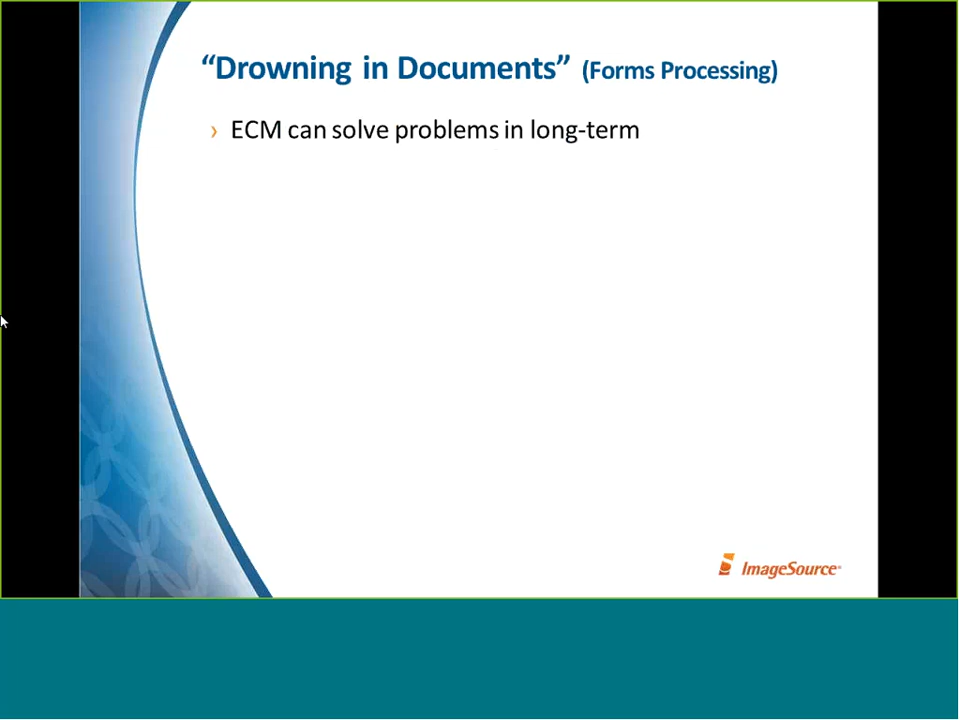 “Drowning in Documents” (Forms Processing)
› ECM can solve problems in long-term
ImageSource®